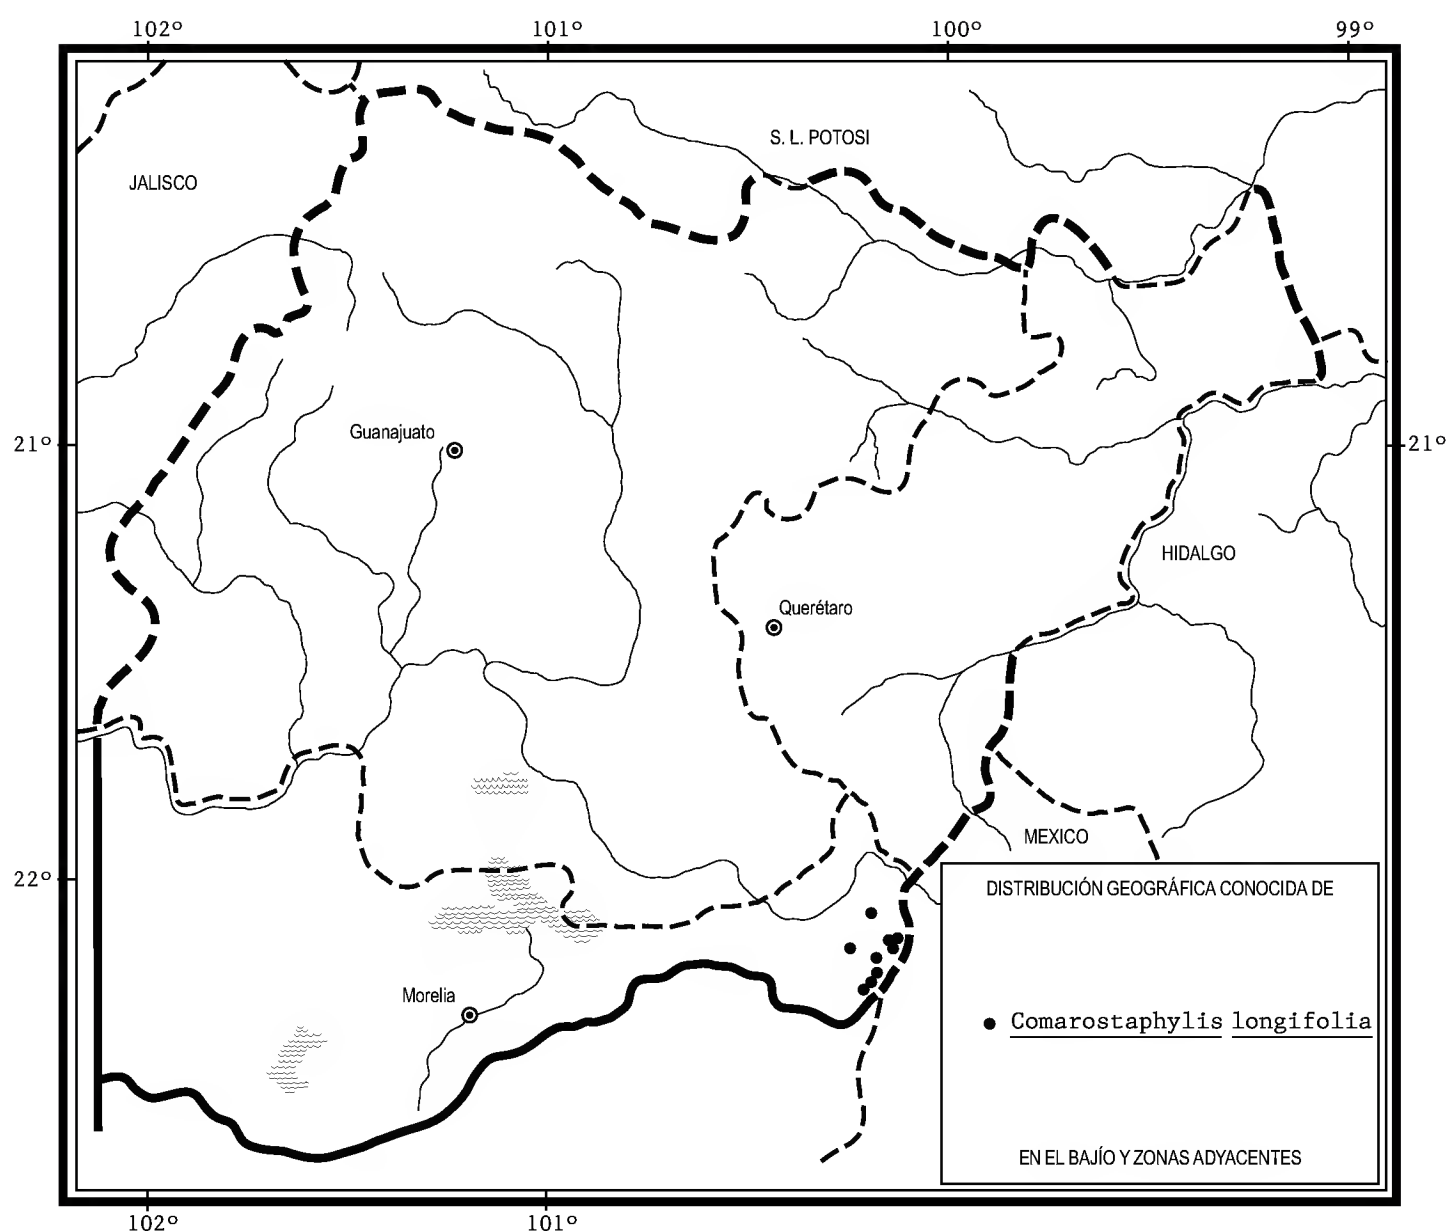 102° 101° 100° 99°
S. L. POTOSI
JALISCO
Guanajuato
21° 21°
HIDALGO
Querétaro
MEXICO
22°
DISTRIBUCIÓN GEOGRÁFICA CONOCIDA DE
Morelia
Comarostaphylis longifolia
EN EL BAJÍO Y ZONAS ADYACENTES
102° 101°